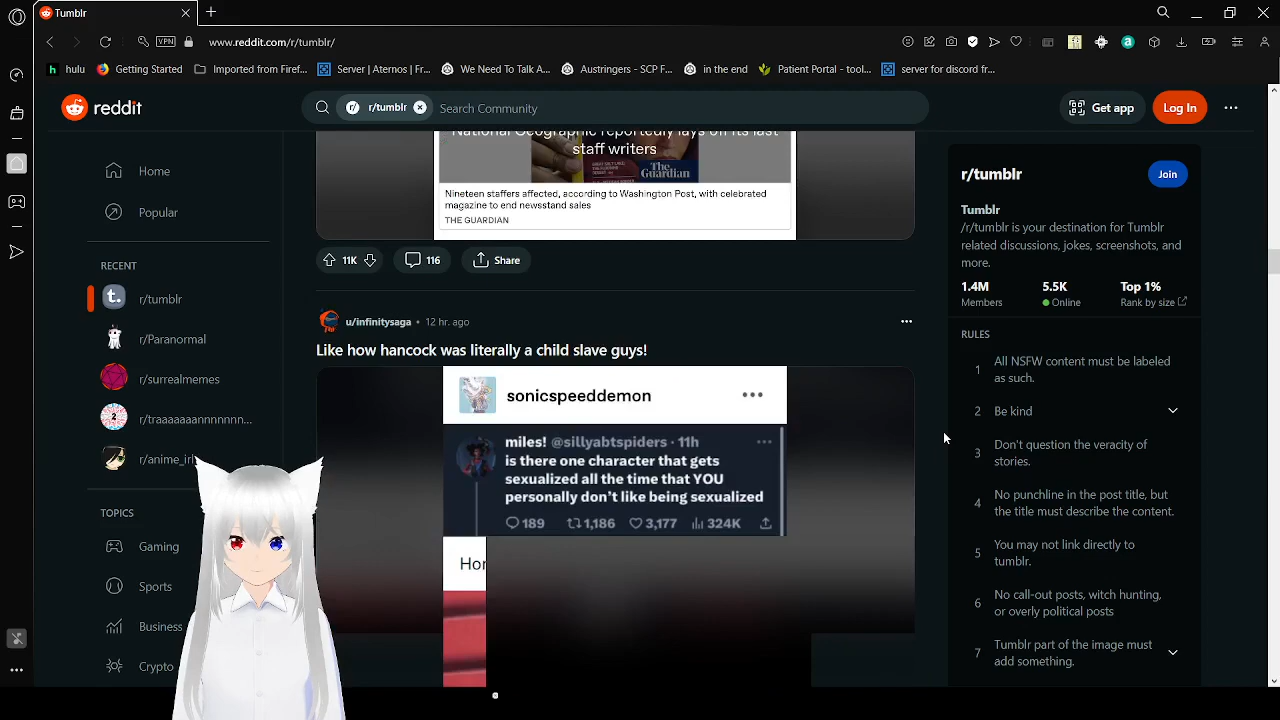 Tumblr
VPN
www.reddit.com/r/tumblr/
h hulu
Getting Started
Imported from Firef...
Server | Aternos | Fr...
We Need To Talk A...
Austringers - SCP F...
in the end
Patient Portal - tool...
server for discord fr...
reddit
r/ r/tumblr
Search Community
Get app
Log In
Home
Popular
RECENT
r/tumblr
r/Paranormal
r/surrealmemes
r/traaaaaannnnnnn...
r/anime_irl
TOPICS
Gaming
Sports
Business
Crypto
National Geographic reportedly lays off its last
staff writers
The
Guardian
Nineteen staffers affected, according to Washington Post, with celebrated
magazine to end newsstand sales
THE GUARDIAN
11K
116
Share
u/infinitysaga • 12 hr. ago
Like how hancock was literally a child slave guys!
sonicspeeddemon
miles! @sillyabtspiders · 11h
is there one character that gets
sexualized all the time that YOU
personally don't like being sexualized
189 1,186 3,177 324K
Hor
r/tumblr
Join
Tumblr
/r/tumblr is your destination for Tumblr
related discussions, jokes, screenshots, and
more.
1.4M 5.5K Top 1%
Members Online Rank by size
RULES
1 All NSFW content must be labeled
as such.
2 Be kind
3 Don't question the veracity of
stories.
4 No punchline in the post title, but
the title must describe the content.
5 You may not link directly to
tumblr.
6 No call-out posts, witch hunting,
or overly political posts
7 Tumblr part of the image must
add something.